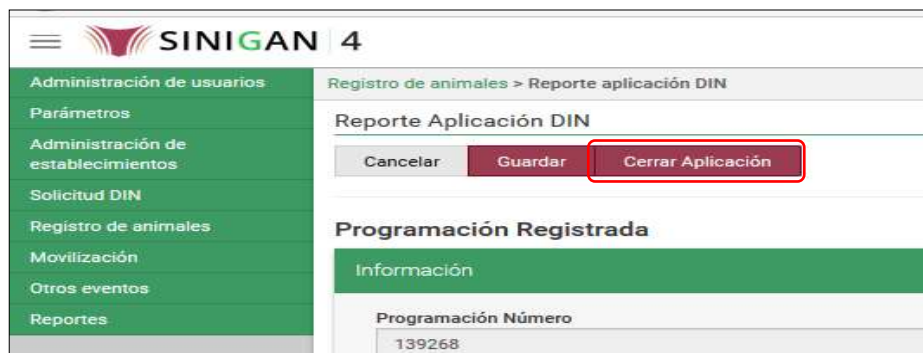 SINIGAN 4
Administración de usuarios
Parámetros
Administración de
establecimientos
Solicitud DIN
Registro de animales
Movilización
Otros eventos
Reportes
Registro de animales > Reporte aplicación DIN
Reporte Aplicación DIN
Cancelar Guardar Cerrar Aplicación
Programación Registrada
Información
Programación Número
139268